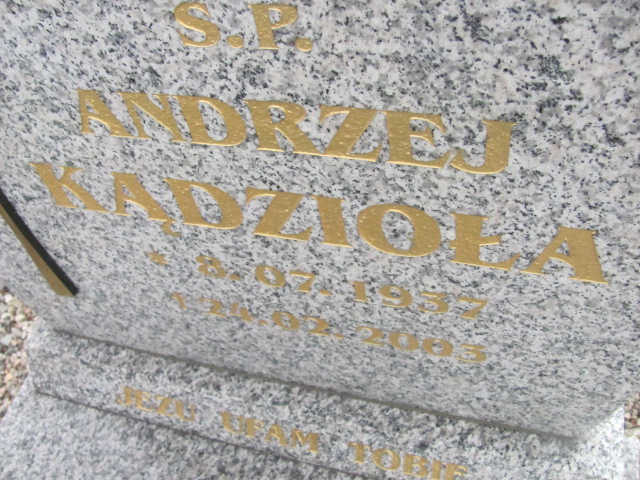 S.P.
ANDRZEJ
KĄDZIOŁA
* 8.07.1937
† 24.02.2003
JEZU UFAM TOBIE